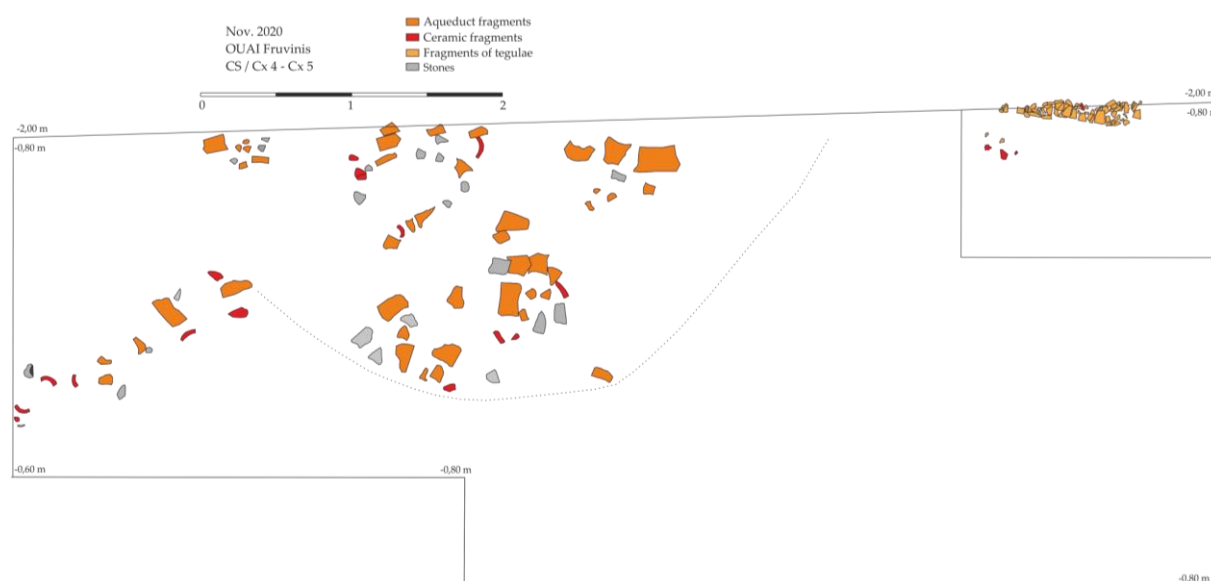 Nov. 2020
OUAI Fruvinis
CS / Cx 4 - Cx 5
Aqueduct fragments
Ceramic fragments
Fragments of tegulae
Stones
0 1 2
-2,00 m
-0,80 m
-2,00 m
-0,80 m
-0,60 m
-0,80 m
-0,80 m